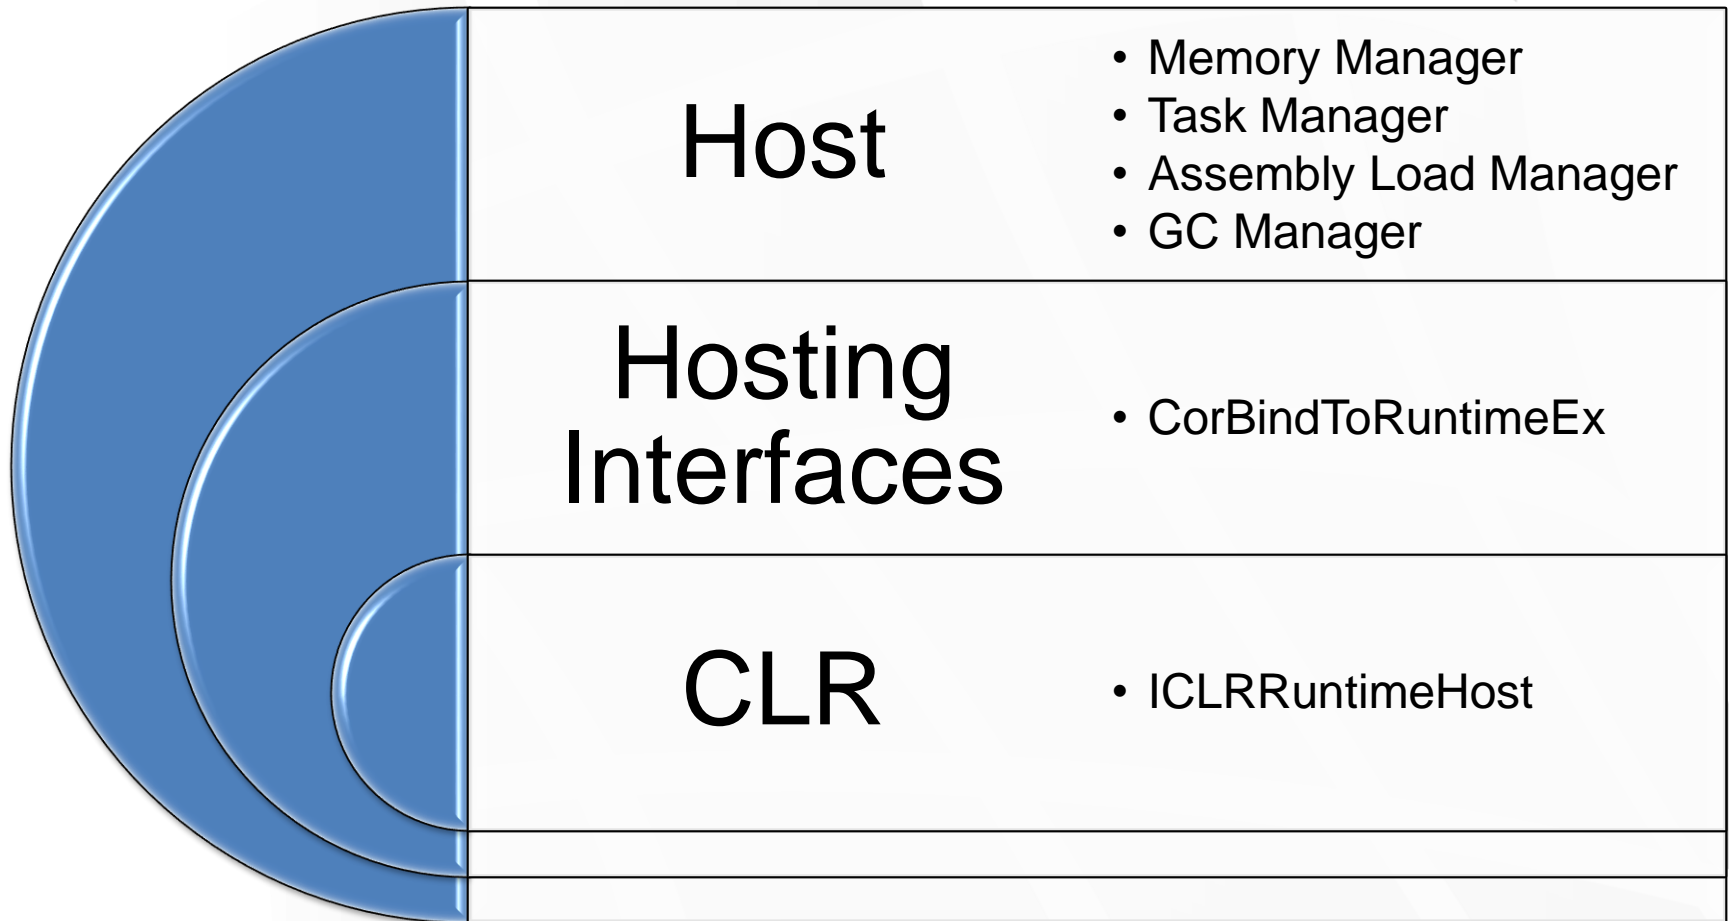 Host
• Memory Manager
• Task Manager
• Assembly Load Manager
• GC Manager
Hosting
Interfaces
• CorBindToRuntimeEx
CLR
• ICLRRuntimeHost